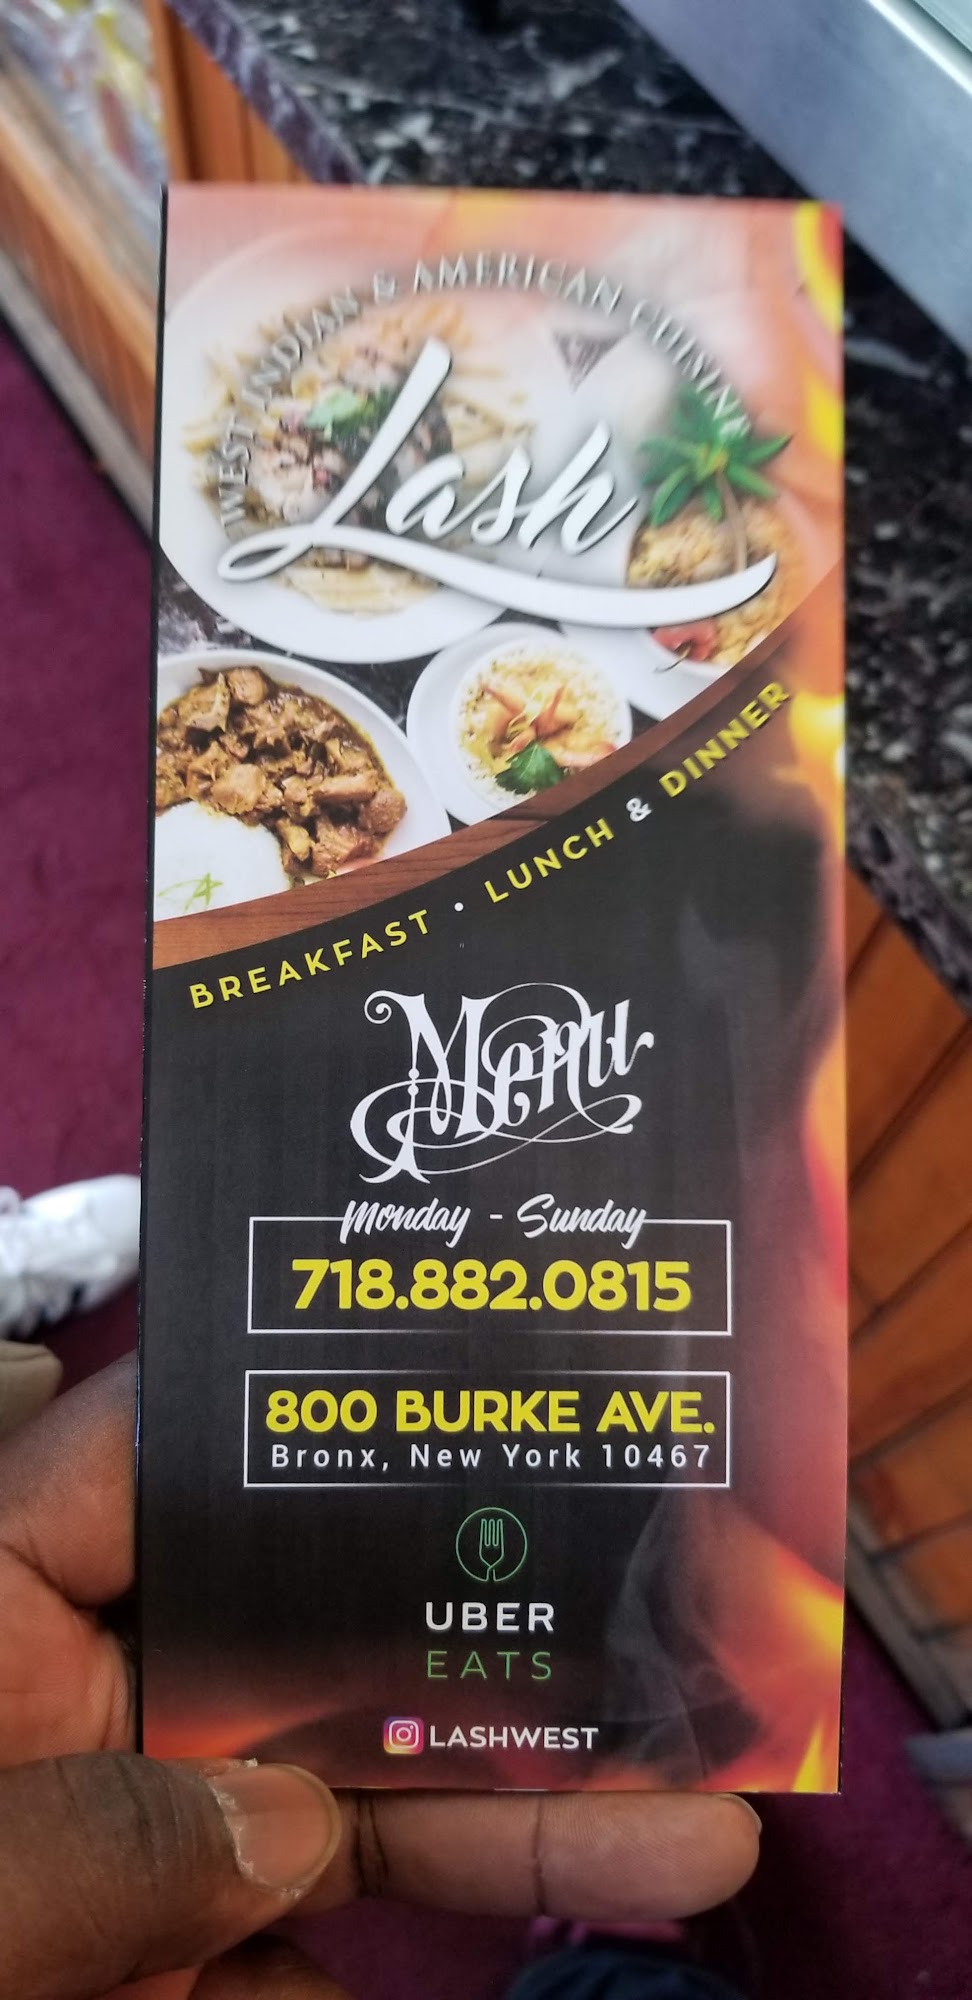 WEST INDIAN & AMERICAN CUISINE
Lash
BREAKFAST • LUNCH & DINNER
Menu
Monday - Sunday
718.882.0815
800 BURKE AVE.
Bronx, New York 10467
UBER
EATS
LASHWEST